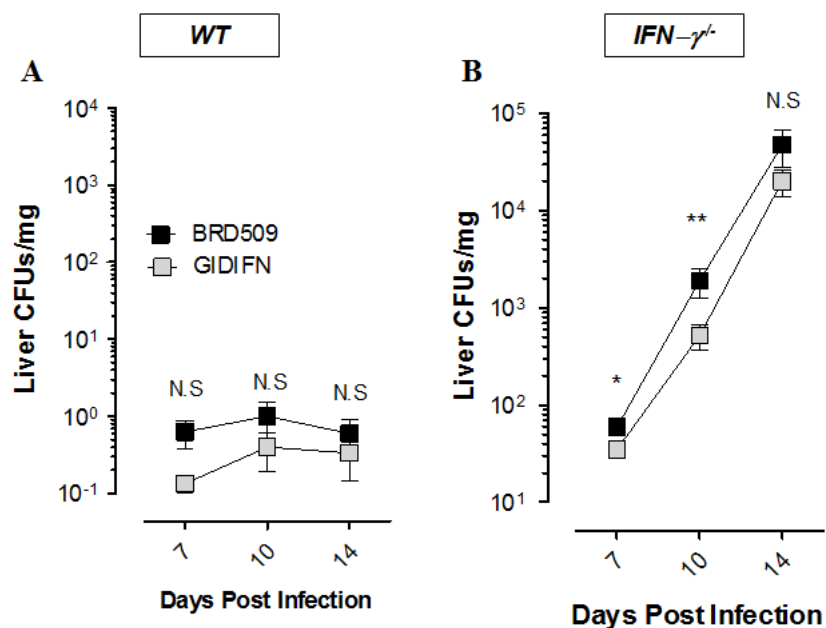 WT
IFN–γ-/-
A
B
10⁴
10³
10²
10¹
10⁰
10⁻¹
Liver CFUs/mg
BRD509
GIDIFN
N.S
N.S
N.S
7
10
14
Days Post Infection
10⁵
10⁴
10³
10²
10¹
Liver CFUs/mg
*
**
N.S
7
10
14
Days Post Infection